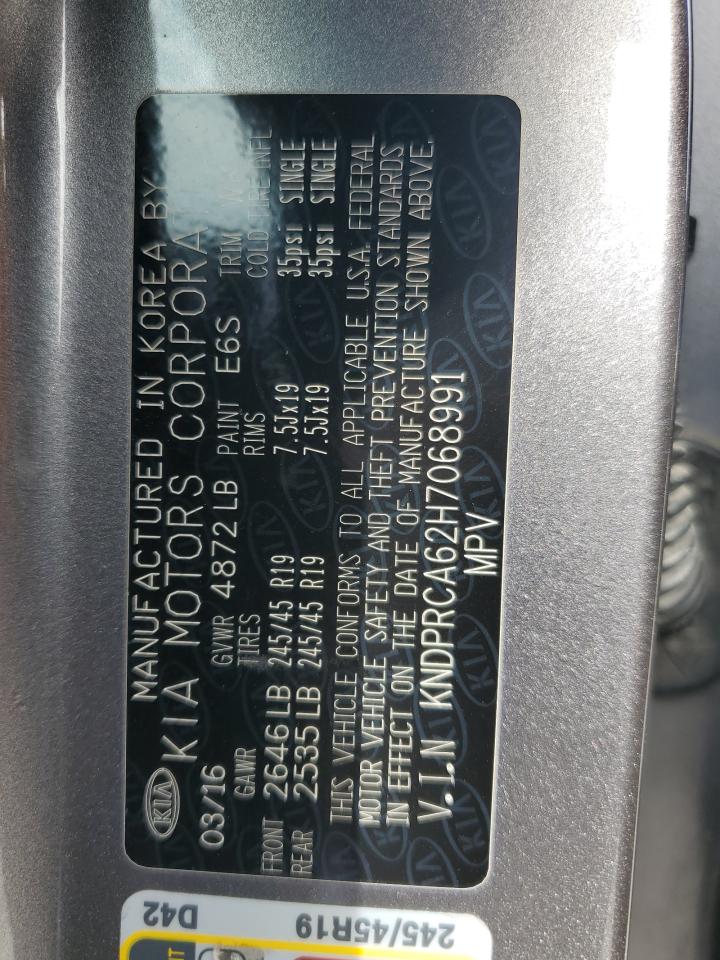 KIA
MANUFACTURED IN KOREA BY
KIA MOTORS CORPORAT
03/16 GVWR 4872 LB PAINT E6S TRIM
GAWR TIRES RIMS COLD TIRE INFL
FRONT 2646 LB 245/45 R19 7.5Jx19 35psi SINGLE
REAR 2535 LB 245/45 R19 7.5Jx19 35psi SINGLE
THIS VEHICLE CONFORMS TO ALL APPLICABLE U.S.A. FEDERAL
MOTOR VEHICLE SAFETY AND THEFT PREVENTION STANDARDS
IN EFFECT ON THE DATE OF MANUFACTURE SHOWN ABOVE.
V.I.N KNDPRCA62H7068991
MPV
D42
245/45R19